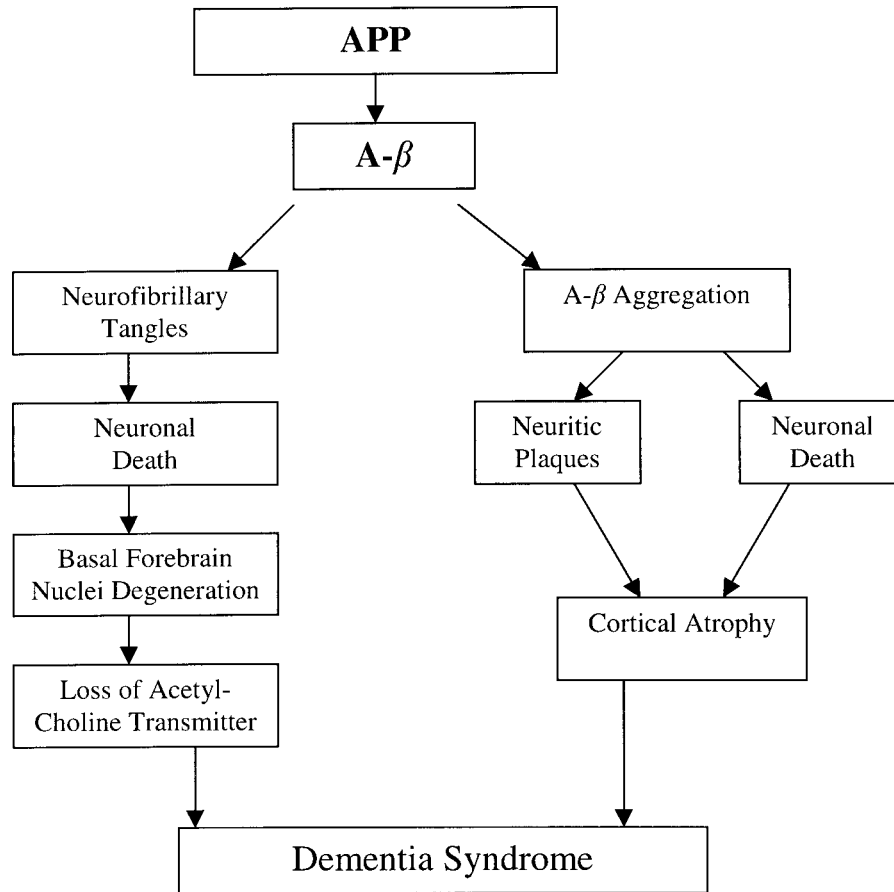 APP
A-β
Neurofibrillary
Tangles
A-β Aggregation
Neuronal
Death
Neuritic
Plaques
Neuronal
Death
Basal Forebrain
Nuclei Degeneration
Cortical Atrophy
Loss of Acetyl-
Choline Transmitter
Dementia Syndrome